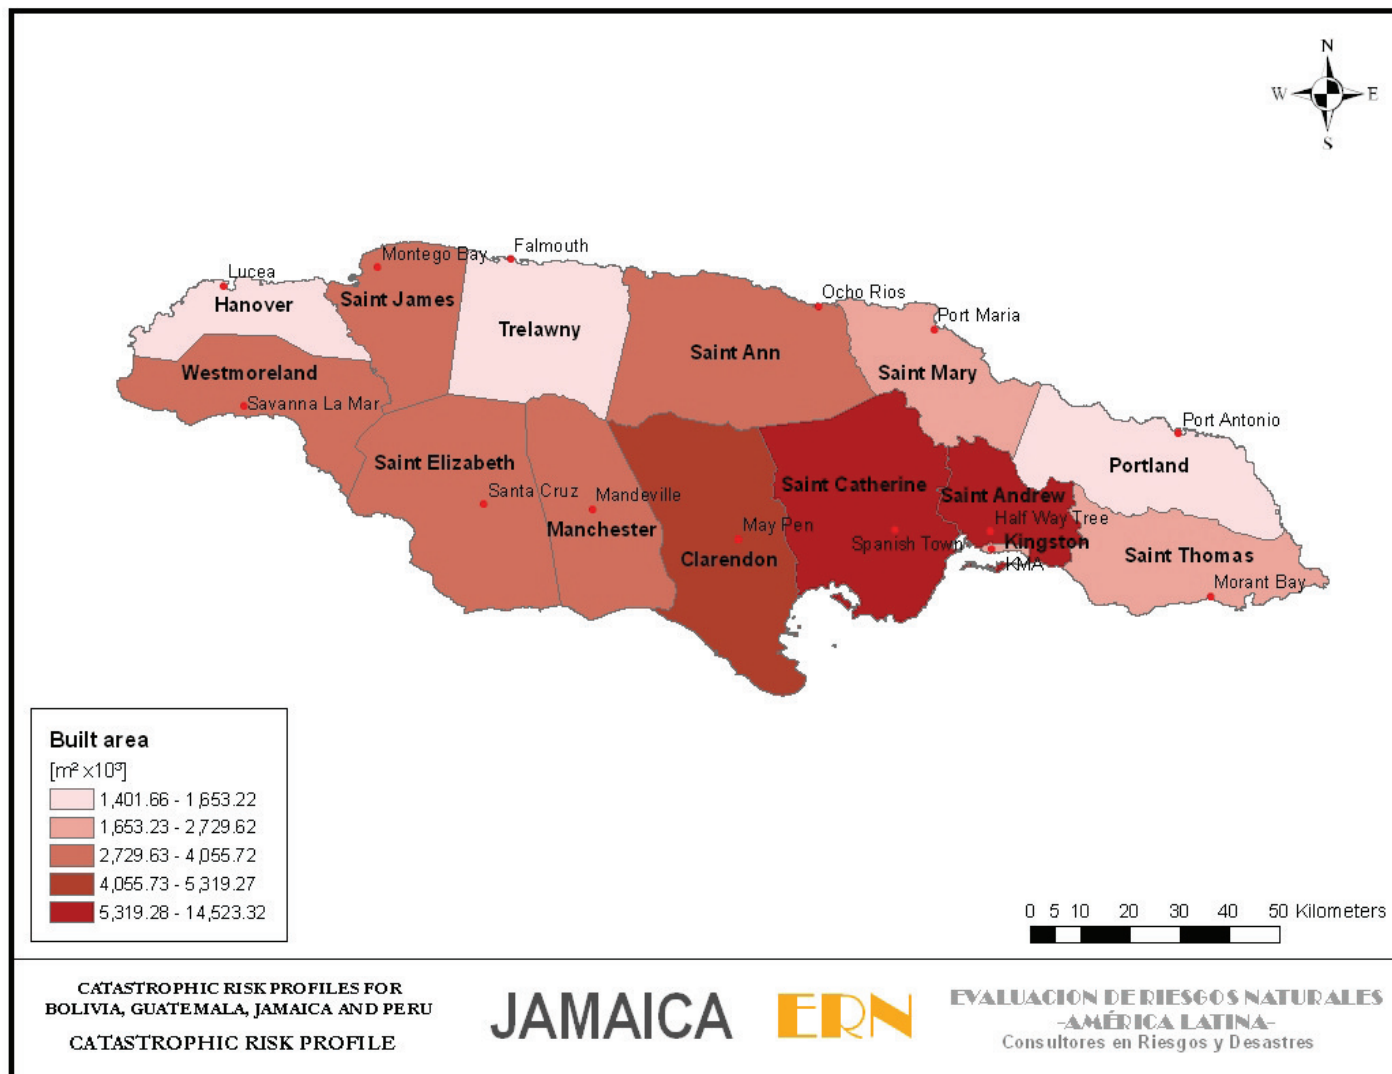 N
W E
S
Falmouth
Montego Bay
Lucea
Hanover
Saint James
Ocho Rios
Port Maria
Trelawny
Saint Ann
Westmoreland
Saint Mary
Savanna La Mar
Port Antonio
Saint Elizabeth
Portland
Saint Catherine
Saint Andrew
Santa Cruz
Mandeville
Manchester
May Pen
Half Way Tree
Spanish Town
Kingston
Clarendon
Saint Thomas
KMA
Morant Bay
Built area
[m² x10³]
1,401.66 - 1,653.22
1,653.23 - 2,729.62
2,729.63 - 4,055.72
4,055.73 - 5,319.27
5,319.28 - 14,523.32
0 5 10 20 30 40 50 Kilometers
CATASTROPHIC RISK PROFILES FOR
BOLIVIA, GUATEMALA, JAMAICA AND PERU
CATASTROPHIC RISK PROFILE
JAMAICA
ERN
EVALUACION DE RIESGOS NATURALES
-AMÉRICA LATINA-
Consultores en Riesgos y Desastres